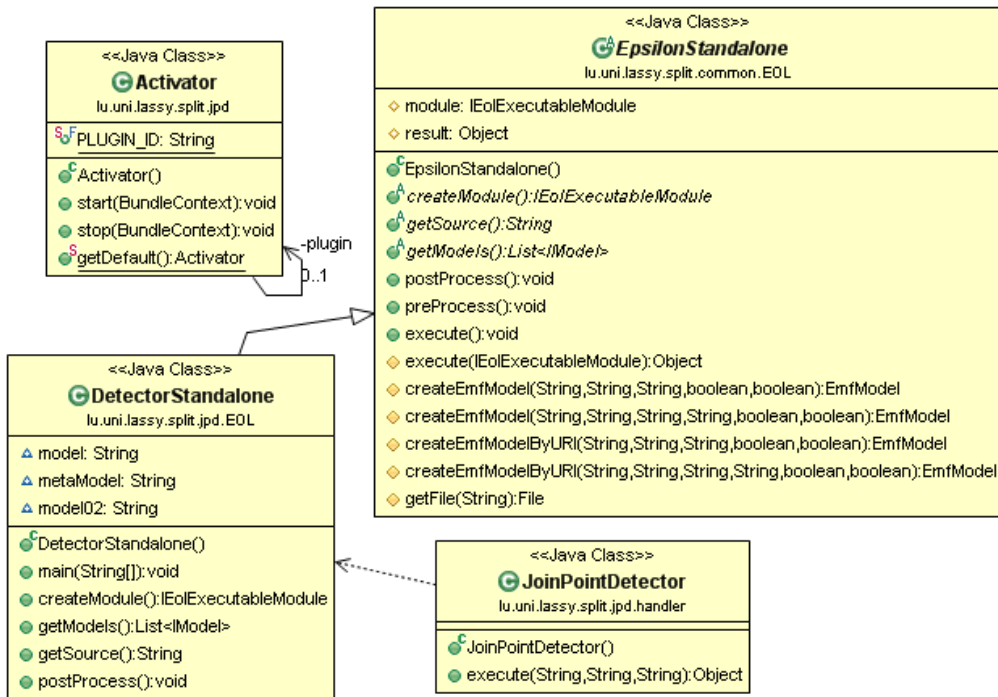 <<Java Class>>
Activator
lu.uni.lassy.split.jpd
PLUGIN_ID: String
Activator()
start(BundleContext):void
stop(BundleContext):void
getDefault():Activator
-plugin
0..1
<<Java Class>>
EpsilonStandalone
lu.uni.lassy.split.common.EOL
module: IEolExecutableModule
result: Object
EpsilonStandalone()
createModule():IEolExecutableModule
getSource():String
getModels():List<IModel>
postProcess():void
preProcess():void
execute():void
execute(IEolExecutableModule):Object
createEmfModel(String,String,String,boolean,boolean):EmfModel
createEmfModel(String,String,String,String,boolean,boolean):EmfModel
createEmfModelByURI(String,String,String,boolean,boolean):EmfModel
createEmfModelByURI(String,String,String,String,boolean,boolean):EmfModel
getFile(String):File
<<Java Class>>
DetectorStandalone
lu.uni.lassy.split.jpd.EOL
model: String
metaModel: String
model02: String
DetectorStandalone()
main(String[]):void
createModule():IEolExecutableModule
getModels():List<IModel>
getSource():String
postProcess():void
<<Java Class>>
JoinPointDetector
lu.uni.lassy.split.jpd.handler
JoinPointDetector()
execute(String,String,String):Object